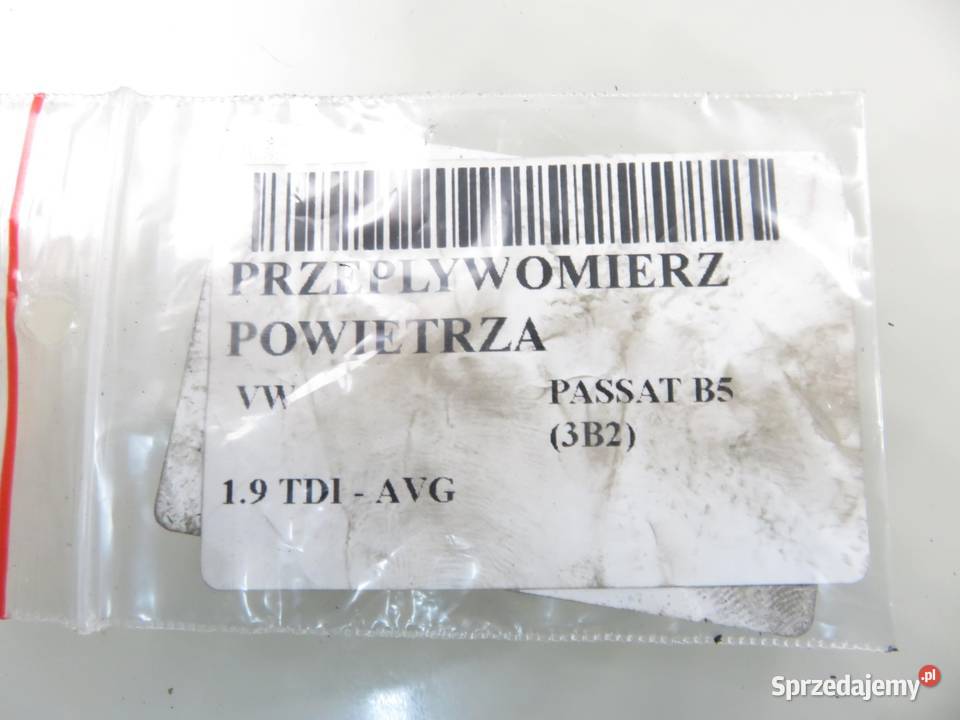 PRZEPLYWOMIERZ
POWIETRZA
VW PASSAT B5
(3B2)
1.9 TDI - AVG
Sprzedajemy.pl